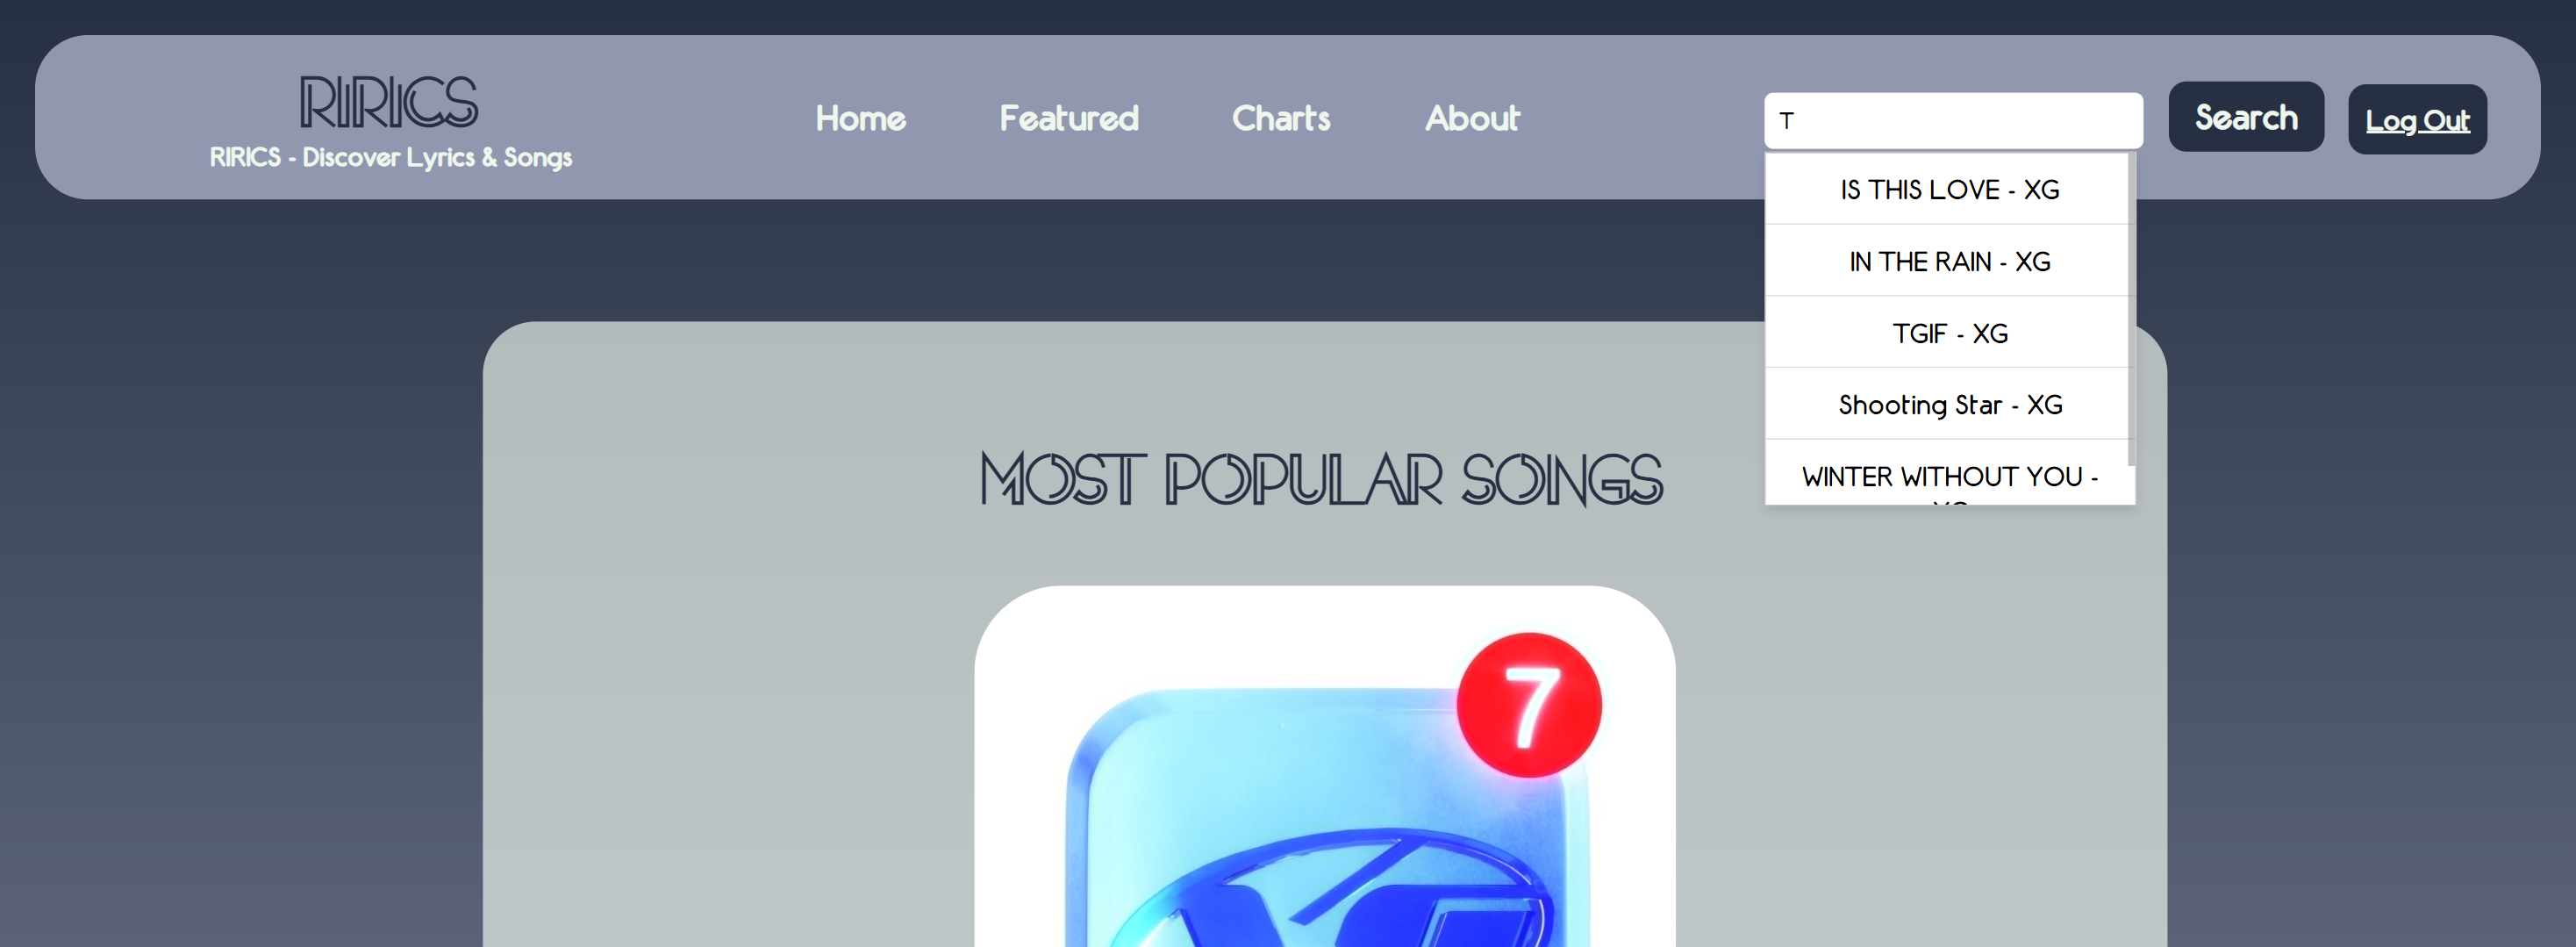 RIRICS
RIRICS - Discover Lyrics & Songs
Home
Featured
Charts
About
T
Search
Log Out
IS THIS LOVE - XG
IN THE RAIN - XG
TGIF - XG
Shooting Star - XG
WINTER WITHOUT YOU -
MOST POPULAR SONGS
7